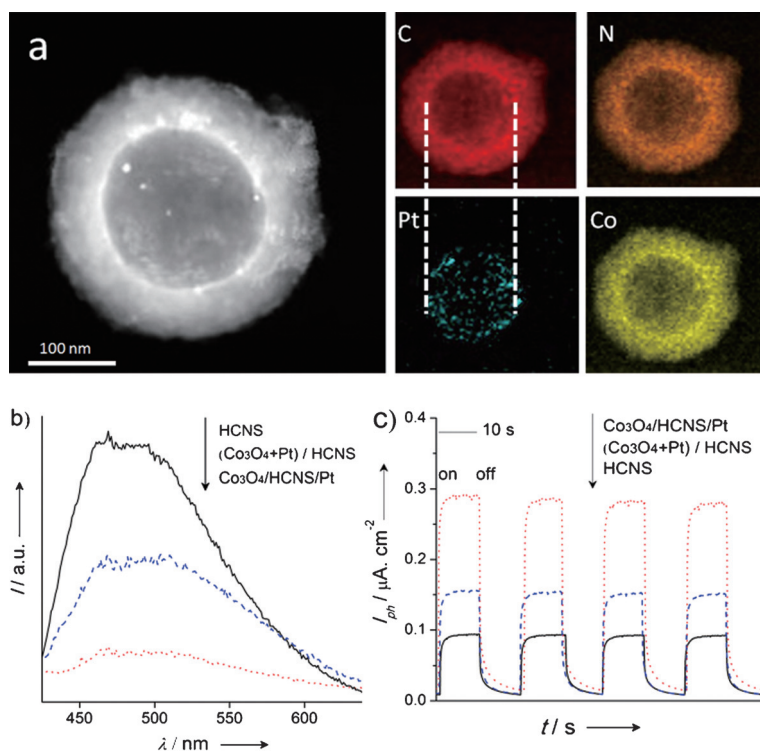 a
100 nm
C
N
Pt
Co
b)
HCNS
(Co₃O₄+Pt) / HCNS
Co₃O₄/HCNS/Pt
I / a.u.
450 500 550 600
λ / nm
c)
0.4
0.3
0.2
0.1
0.0
10 s
on off
Co₃O₄/HCNS/Pt
(Co₃O₄+Pt) / HCNS
HCNS
I_ph / μA. cm⁻²
t / s